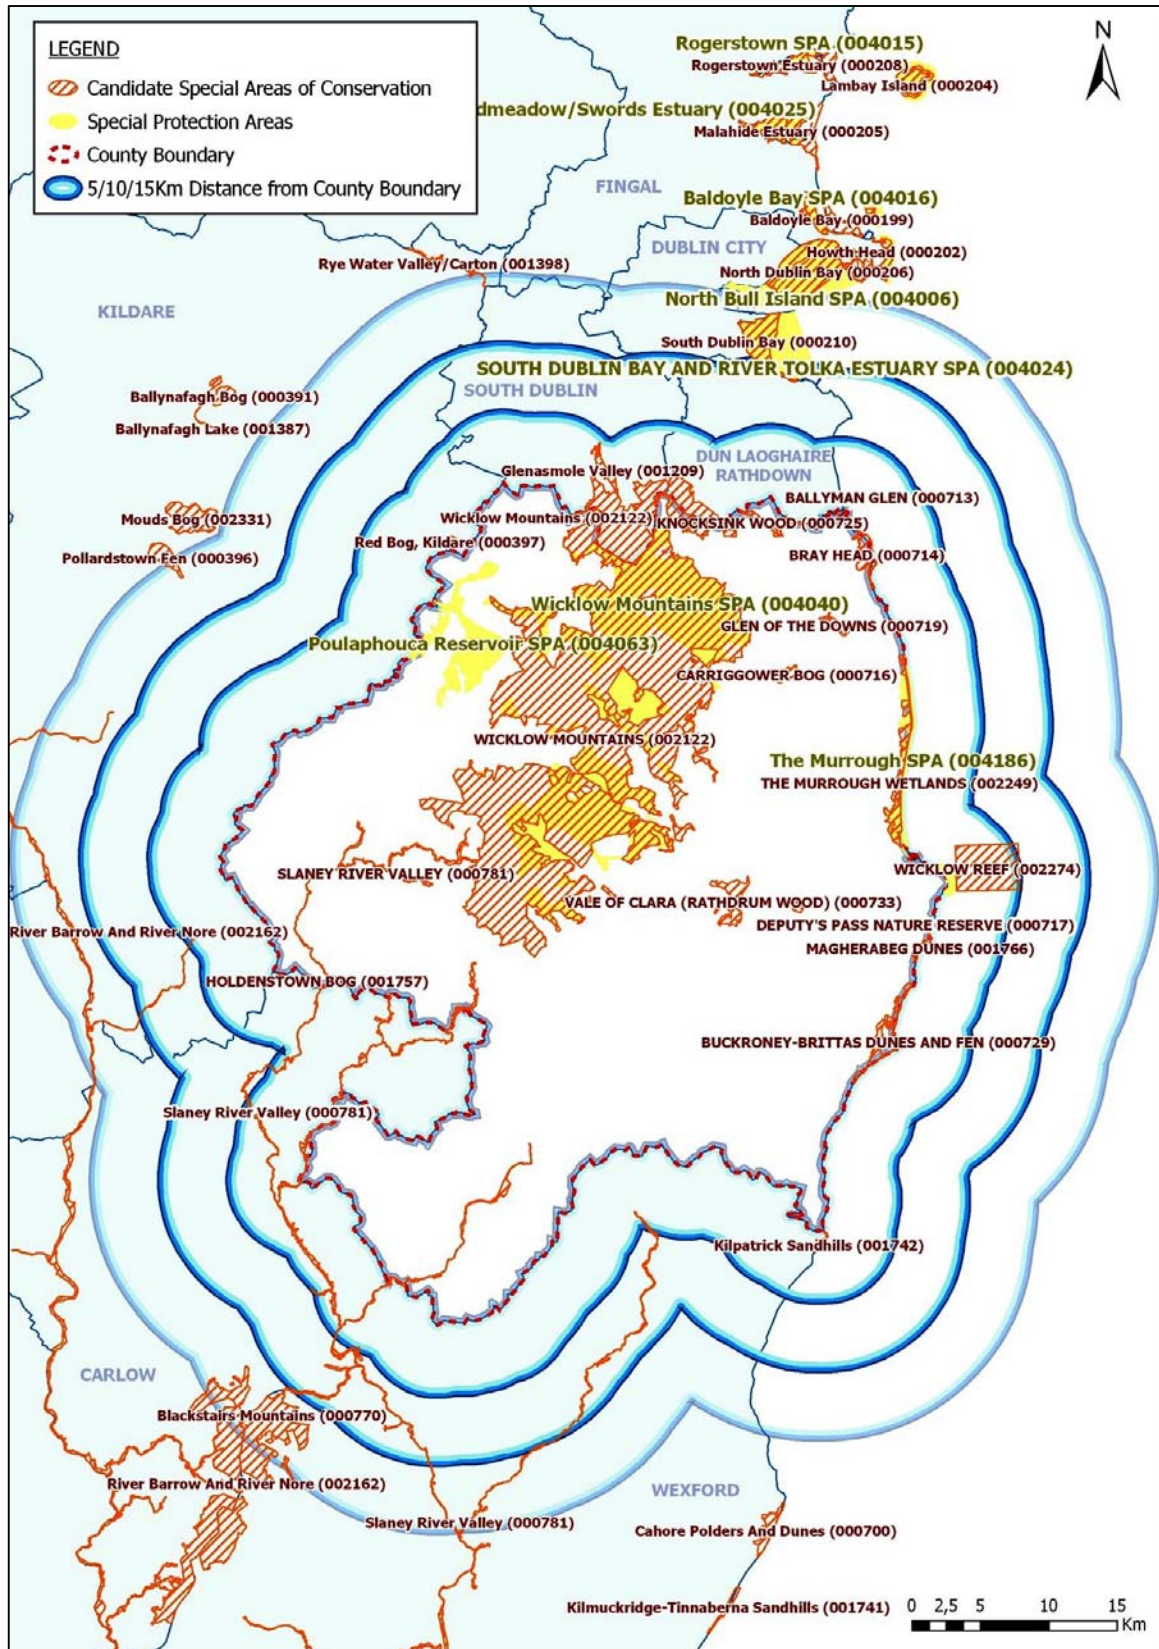 LEGEND
Candidate Special Areas of Conservation
Special Protection Areas
County Boundary
5/10/15Km Distance from County Boundary
N
Rogerstown SPA (004015)
Rogerstown Estuary (000208)
Lambay Island (000204)
dmeadow/Swords Estuary (004025)
Malahide Estuary (000205)
FINGAL
Baldoyle Bay SPA (004016)
Baldoyle Bay (000199)
DUBLIN CITY
Howth Head (000202)
Rye Water Valley/Carton (001398)
North Dublin Bay (000206)
North Bull Island SPA (004006)
KILDARE
South Dublin Bay (000210)
SOUTH DUBLIN BAY AND RIVER TOLKA ESTUARY SPA (004024)
SOUTH DUBLIN
Ballynafagh Bog (000391)
Ballynafagh Lake (001387)
DUN LAOGHAIRE
RATHDOWN
Glenasmole Valley (001209)
BALLYMAN GLEN (000713)
Mouds Bog (002331)
Wicklow Mountains (002122)
KNOCKSINK WOOD (000725)
Red Bog, Kildare (000397)
Pollardstown Fen (000396)
BRAY HEAD (000714)
Wicklow Mountains SPA (004040)
GLEN OF THE DOWNS (000719)
Poulaphouca Reservoir SPA (004063)
CARRIGGOWER BOG (000716)
WICKLOW MOUNTAINS (002122)
The Murrough SPA (004186)
THE MURROUGH WETLANDS (002249)
SLANEY RIVER VALLEY (000781)
WICKLOW REEF (002274)
VALE OF CLARA (RATHDRUM WOOD) (000733)
DEPUTY'S PASS NATURE RESERVE (000717)
River Barrow And River Nore (002162)
MAGHERABEG DUNES (001766)
HOLDENSTOWN BOG (001757)
BUCKRONEY-BRITTAS DUNES AND FEN (000729)
Slaney River Valley (000781)
Kilpatrick Sandhills (001742)
CARLOW
Blackstairs Mountains (000770)
River Barrow And River Nore (002162)
WEXFORD
Slaney River Valley (000781)
Cahore Polders And Dunes (000700)
Kilmuckridge-Tinnaberna Sandhills (001741)
0 2,5 5 10 15
Km